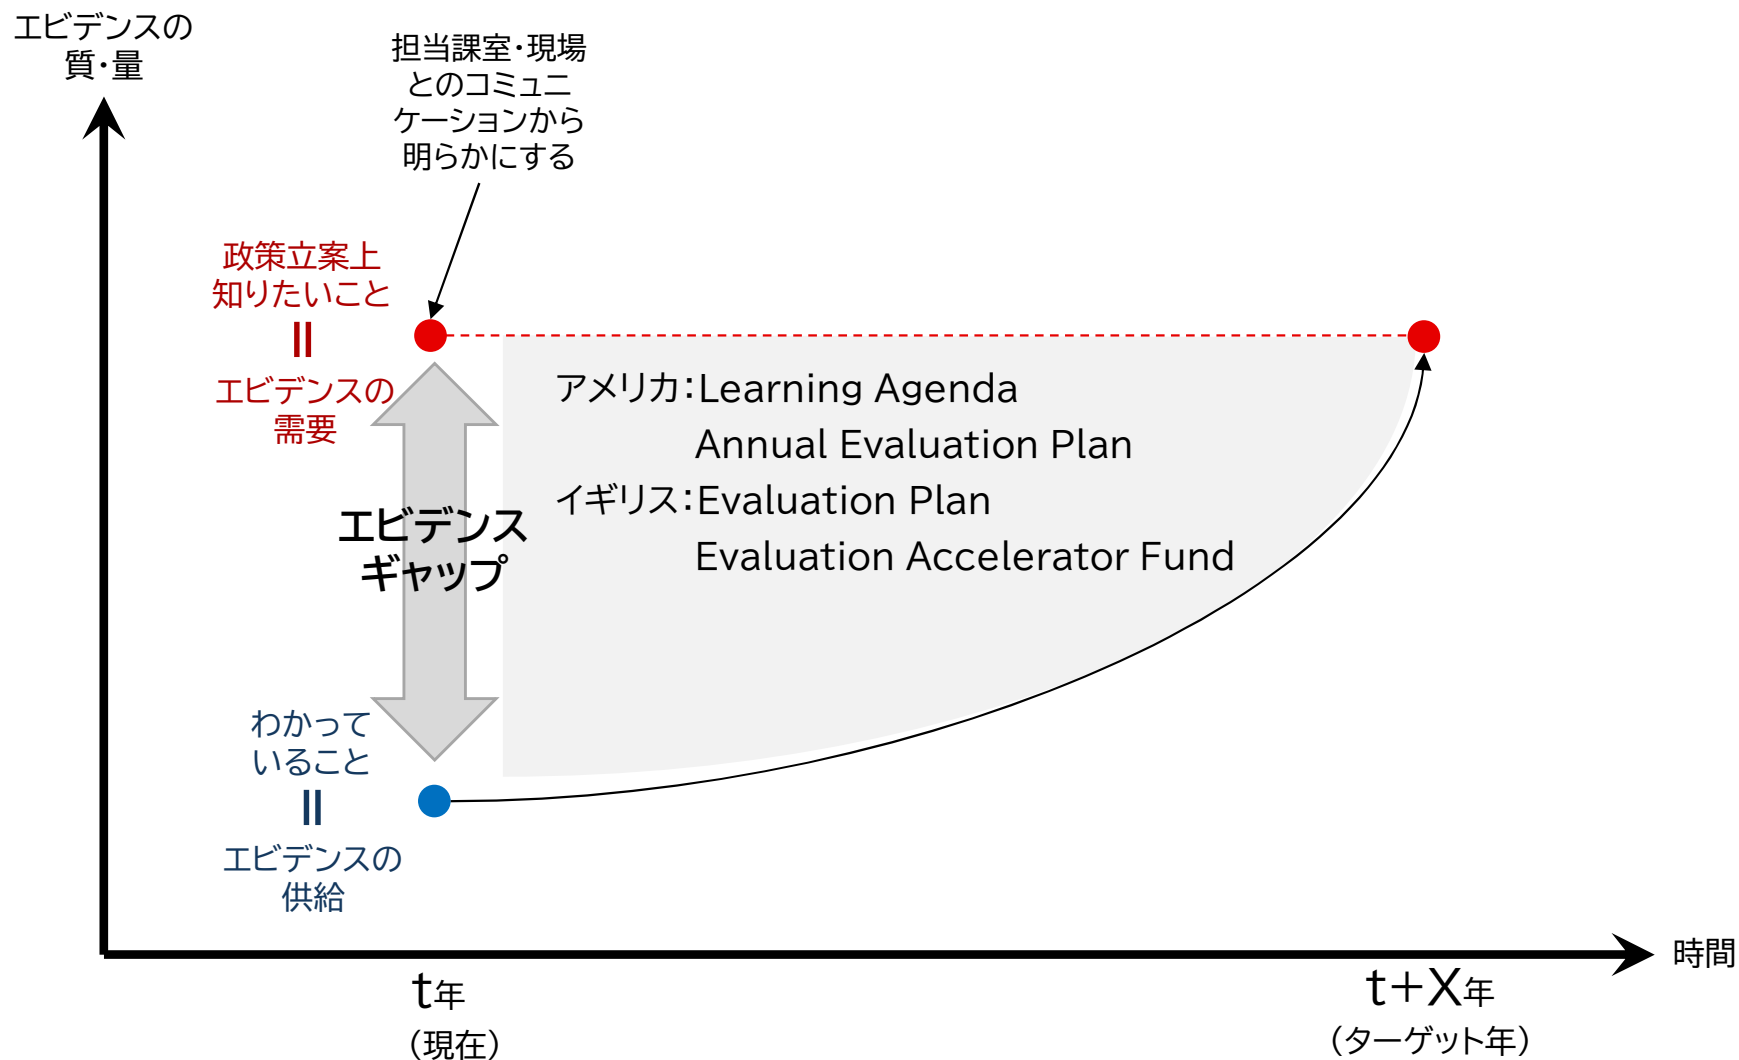 エビデンスの
質・量
担当課室・現場
とのコミュニ
ケーションから
明らかにする
政策立案上
知りたいこと
＝
エビデンスの
需要
アメリカ：Learning Agenda
Annual Evaluation Plan
イギリス：Evaluation Plan
Evaluation Accelerator Fund
エビデンス
ギャップ
わかって
いること
＝
エビデンスの
供給
時間
t年
（現在）
t＋X年
（ターゲット年）